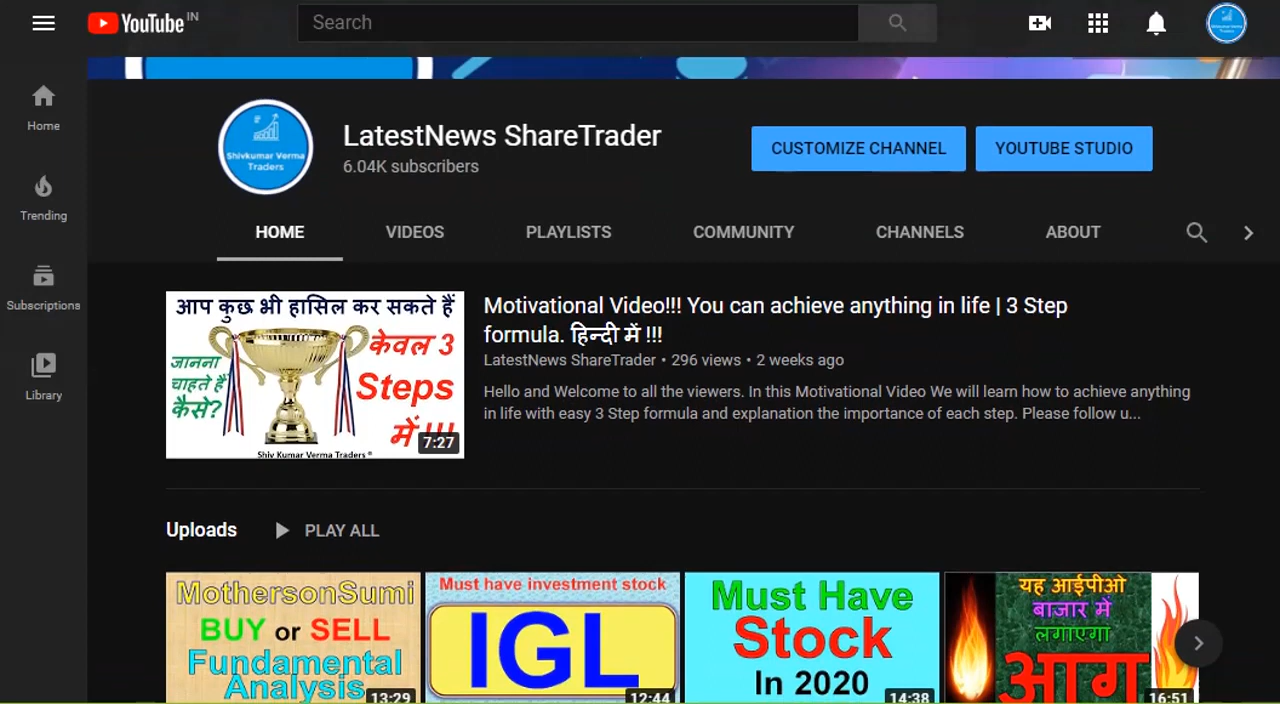 YouTube IN
Search
Home
Trending
Subscriptions
Library
Shivkumar Verma
Traders
LatestNews ShareTrader
6.04K subscribers
CUSTOMIZE CHANNEL
YOUTUBE STUDIO
HOME
VIDEOS
PLAYLISTS
COMMUNITY
CHANNELS
ABOUT
आप कुछ भी हासिल कर सकते हैं
केवल 3
Steps
में !!!
जानना
चाहते हैं
कैसे?
7:27
Shiv Kumar Verma Traders ®
Motivational Video!!! You can achieve anything in life | 3 Step
formula. हिन्दी में !!!
LatestNews ShareTrader • 296 views • 2 weeks ago
Hello and Welcome to all the viewers. In this Motivational Video We will learn how to achieve anything
in life with easy 3 Step formula and explanation the importance of each step. Please follow u...
Uploads
PLAY ALL
MothersonSumi
BUY or SELL
Fundamental
Analysis
13:29
Must have investment stock
IGL
12:44
Must Have
Stock
In 2020
14:38
यह आईपीओ
बाजार में
लगाएगा
आग
16:51